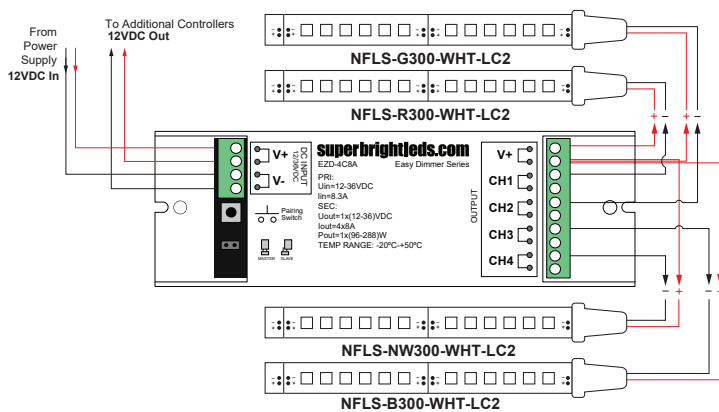 From
Power
Supply
12VDC In
To Additional Controllers
12VDC Out
NFLS-G300-WHT-LC2
NFLS-R300-WHT-LC2
+ − + −
V+
V-
DC INPUT
12/36/VDC
superbrightleds.com
EZD-4C8A Easy Dimmer Series
PRI:
Uin=12-36VDC
Iin=8.3A
SEC:
Uout=1x(12-36)VDC
Iout=4x8A
Pout=1x(96-288)W
TEMP RANGE: -20ºC-+50ºC
Pairing
Switch
MASTER SLAVE
OUTPUT
V+
CH1
CH2
CH3
CH4
− + − +
NFLS-NW300-WHT-LC2
NFLS-B300-WHT-LC2